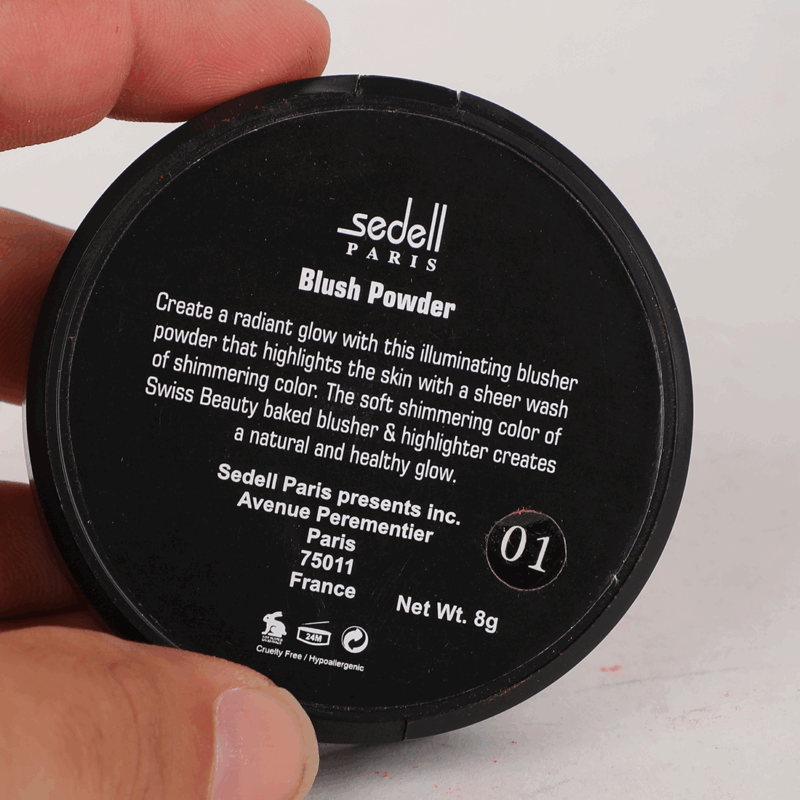 sedell
PARIS
Blush Powder
Create a radiant glow with this illuminating blusher
powder that highlights the skin with a sheer wash
of shimmering color. The soft shimmering color of
Swiss Beauty baked blusher & highlighter creates
a natural and healthy glow.
Sedell Paris presents inc.
Avenue Perementier
Paris
75011
France
01
Net Wt. 8g
24M
Cruelty Free / Hypoallergenic